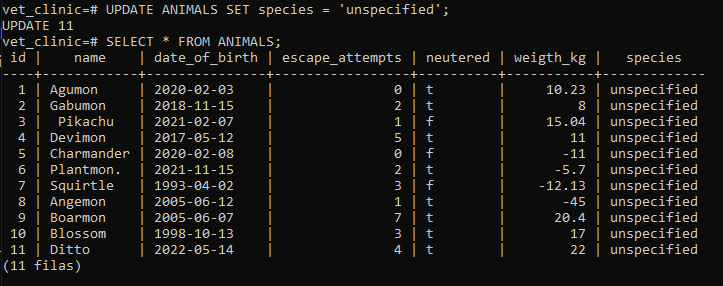 vet_clinic=# UPDATE ANIMALS SET species = 'unspecified';
UPDATE 11
vet_clinic=# SELECT * FROM ANIMALS;
 id |    name    | date_of_birth | escape_attempts | neutered | weigth_kg |   species
----+------------+---------------+-----------------+----------+-----------+-------------
  1 | Agumon     | 2020-02-03    |               0 | t        |     10.23 | unspecified
  2 | Gabumon    | 2018-11-15    |               2 | t        |         8 | unspecified
  3 |  Pikachu   | 2021-02-07    |               1 | f        |     15.04 | unspecified
  4 | Devimon    | 2017-05-12    |               5 | t        |        11 | unspecified
  5 | Charmander | 2020-02-08    |               0 | f        |       -11 | unspecified
  6 | Plantmon.  | 2021-11-15    |               2 | t        |      -5.7 | unspecified
  7 | Squirtle   | 1993-04-02    |               3 | f        |    -12.13 | unspecified
  8 | Angemon    | 2005-06-12    |               1 | t        |       -45 | unspecified
  9 | Boarmon    | 2005-06-07    |               7 | t        |      20.4 | unspecified
 10 | Blossom    | 1998-10-13    |               3 | t        |        17 | unspecified
 11 | Ditto      | 2022-05-14    |               4 | t        |        22 | unspecified
(11 filas)